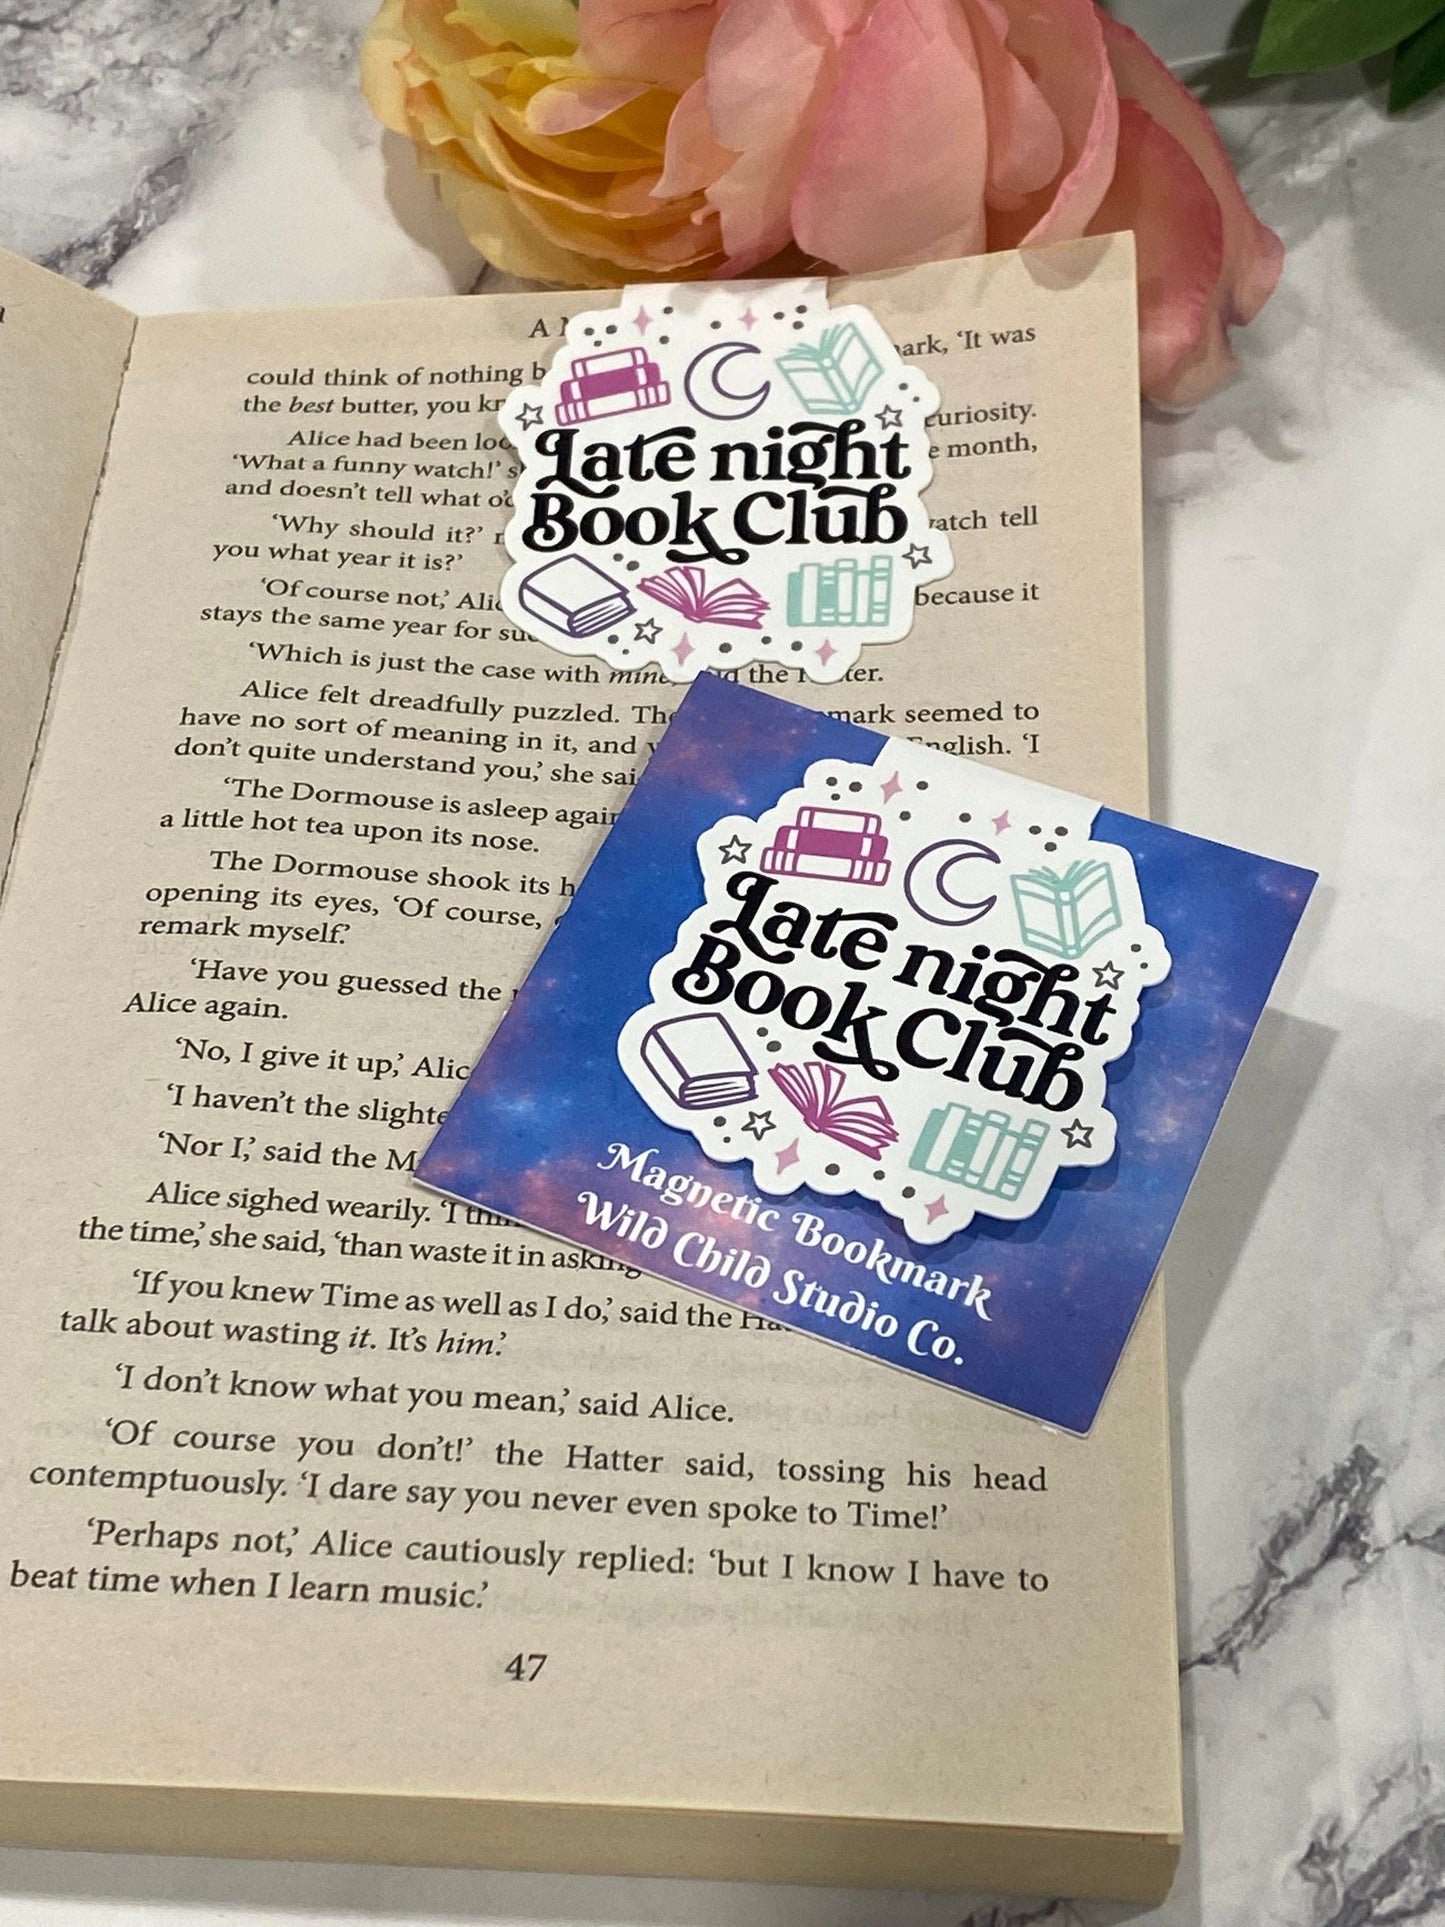 A
ark, 'It was
could think of nothing
the best butter, you
Alice had been
curiosity.
'What a funny watch!'
month,
and doesn't tell what
'Why should it?'
watch tell
you what year it is?'
'Of course not,'
because it
stays the same year for
'Which is just the case with mine,' the
Alice felt dreadfully puzzled. The
mark seemed to
have no sort of meaning in it, and
English. 'I
don't quite understand you,' she
'The Dormouse is asleep again
a little hot tea upon its nose.
The Dormouse shook its
opening its eyes, 'Of course,
remark myself.'
'Have you guessed the
Alice again.
'No, I give it up,'
'I haven't the
'Nor I,' said the
Alice sighed wearily. 'I
the time,' she said, 'than waste it in asking
'If you knew Time as well as I do,' said the
talk about wasting it. It's him.'
'I don't know what you mean,' said Alice.
'Of course you don't!' the Hatter said, tossing his head
contemptuously. 'I dare say you never even spoke to Time!'
'Perhaps not,' Alice cautiously replied: 'but I know I have to
beat time when I learn music.'
47
Late night
Book Club
Late night
Book Club
Magnetic Bookmark
Wild Child Studio Co.